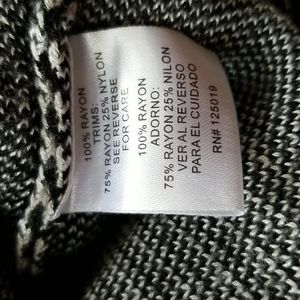 100% RAYON
TRIMS:
75% RAYON 25% NYLON
SEE REVERSE
FOR CARE
100% RAYON
ADORNO:
75% RAYON 25% NILON
VER AL REVERSO
PARA EL CUIDADO
RN# 125019